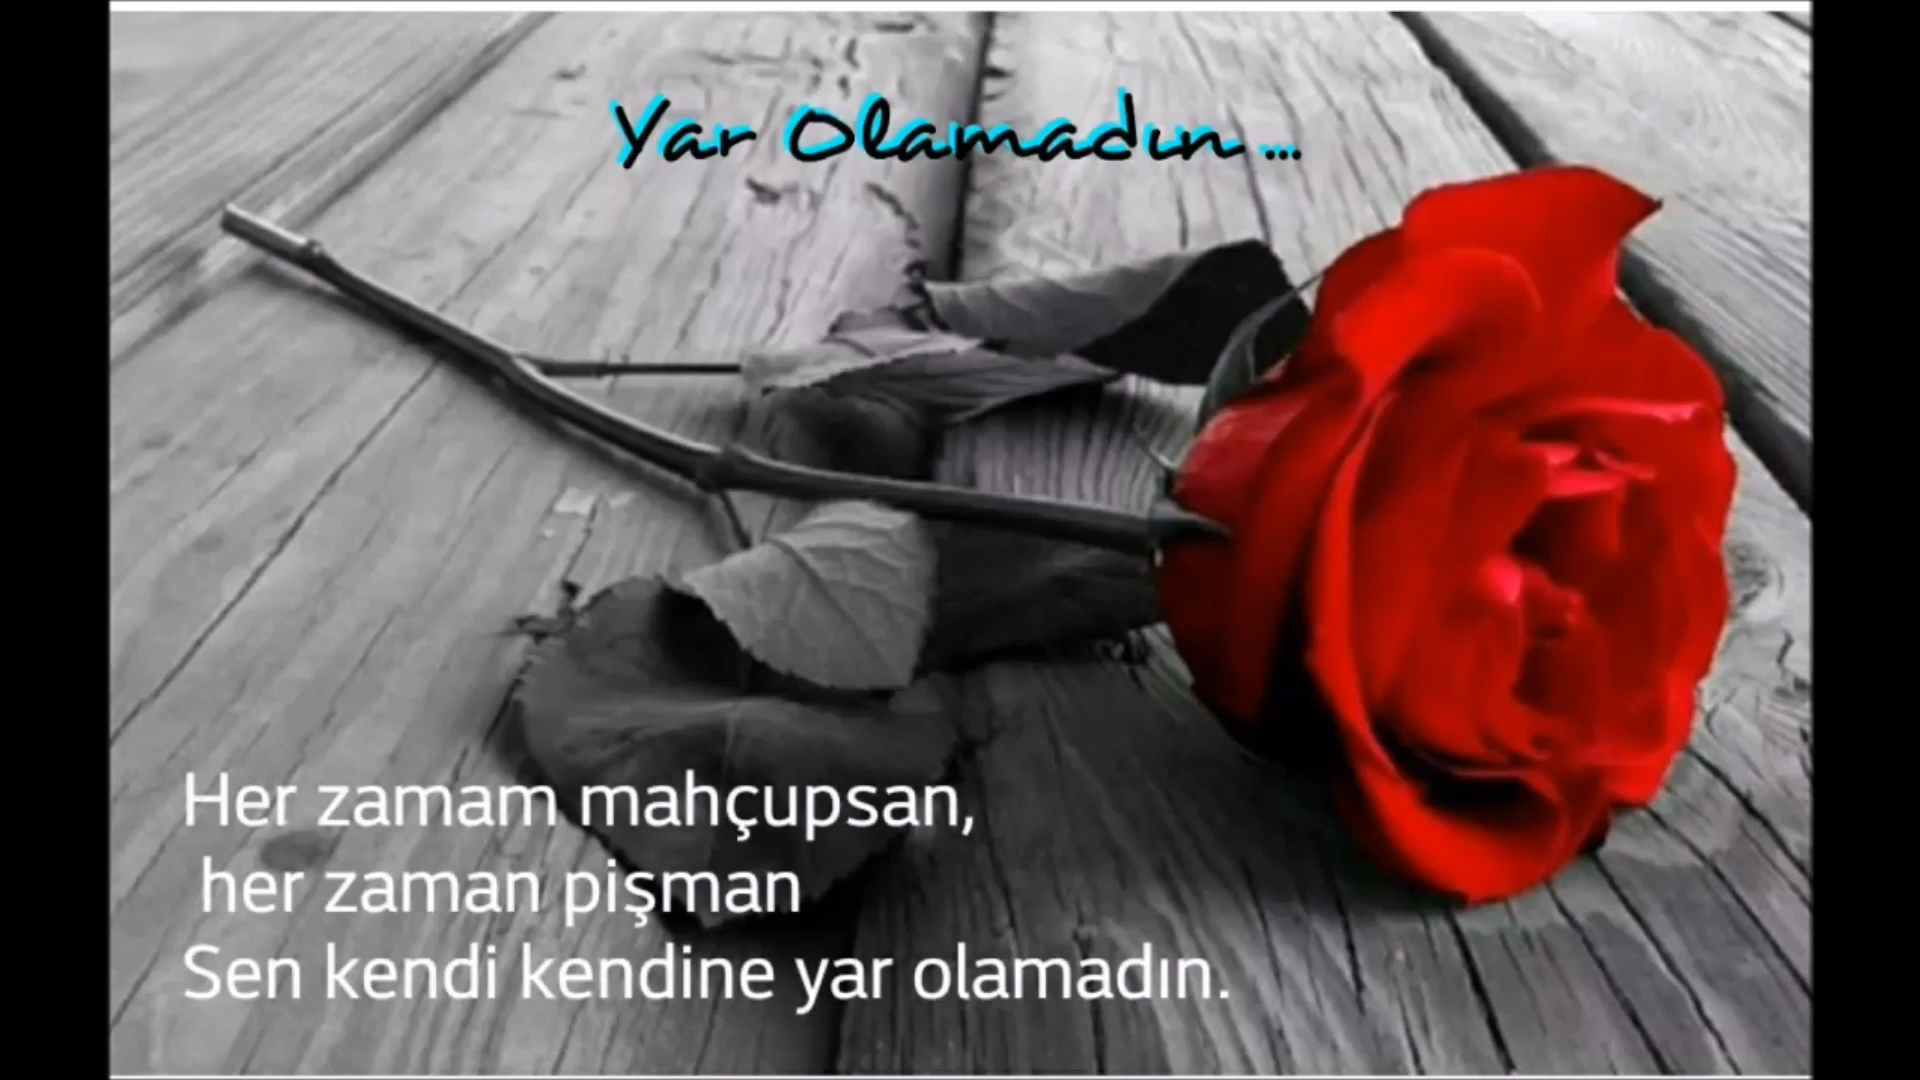 Yar Olamadın...
Her zamam mahçupsan,
her zaman pişman
Sen kendi kendine yar olamadın.